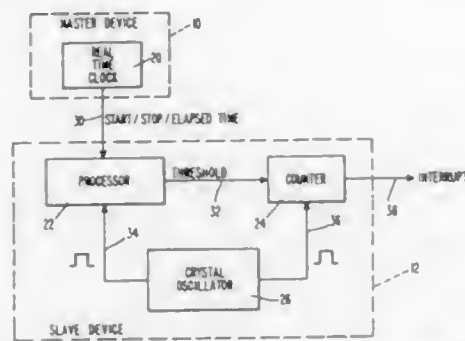 MASTER DEVICE
10
REAL
TIME
CLOCK
20
30
START/STOP/ELAPSED TIME
PROCESSOR
THRESHOLD
COUNTER
INTERRUPTS
22
32
24
38
34
36
CRYSTAL
OSCILLATOR
26
12
SLAVE DEVICE